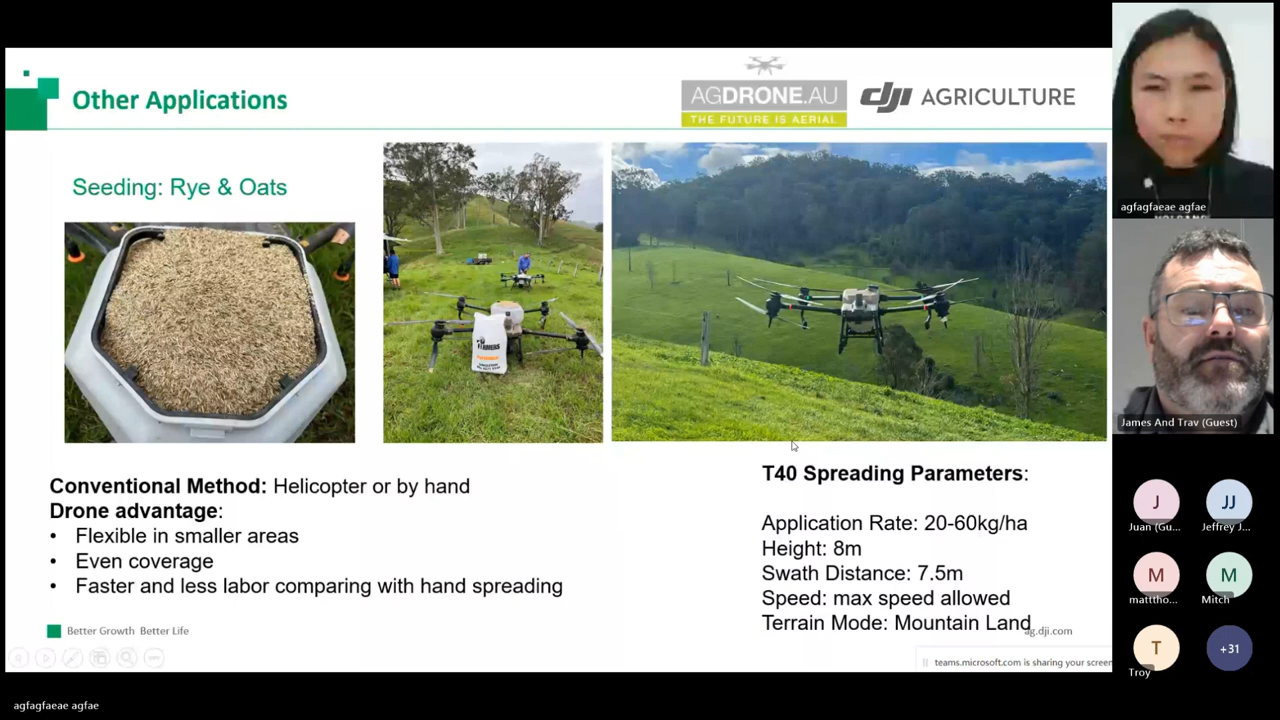 Other Applications
AGDRONE.AU
THE FUTURE IS AERIAL
dji AGRICULTURE
Seeding: Rye & Oats
FARMERS
Conventional Method: Helicopter or by hand
Drone advantage:
• Flexible in smaller areas
• Even coverage
• Faster and less labor comparing with hand spreading
T40 Spreading Parameters:
Application Rate: 20-60kg/ha
Height: 8m
Swath Distance: 7.5m
Speed: max speed allowed
Terrain Mode: Mountain Land
Better Growth Better Life
ag.dji.com
teams.microsoft.com is sharing your screen
agfagfaeae agfae
James And Trav (Guest)
J
Juan (Gu...
JJ
Jeffrey J...
M
mattho...
M
Mitch
T
Troy
+31
agfagfaeae agfae